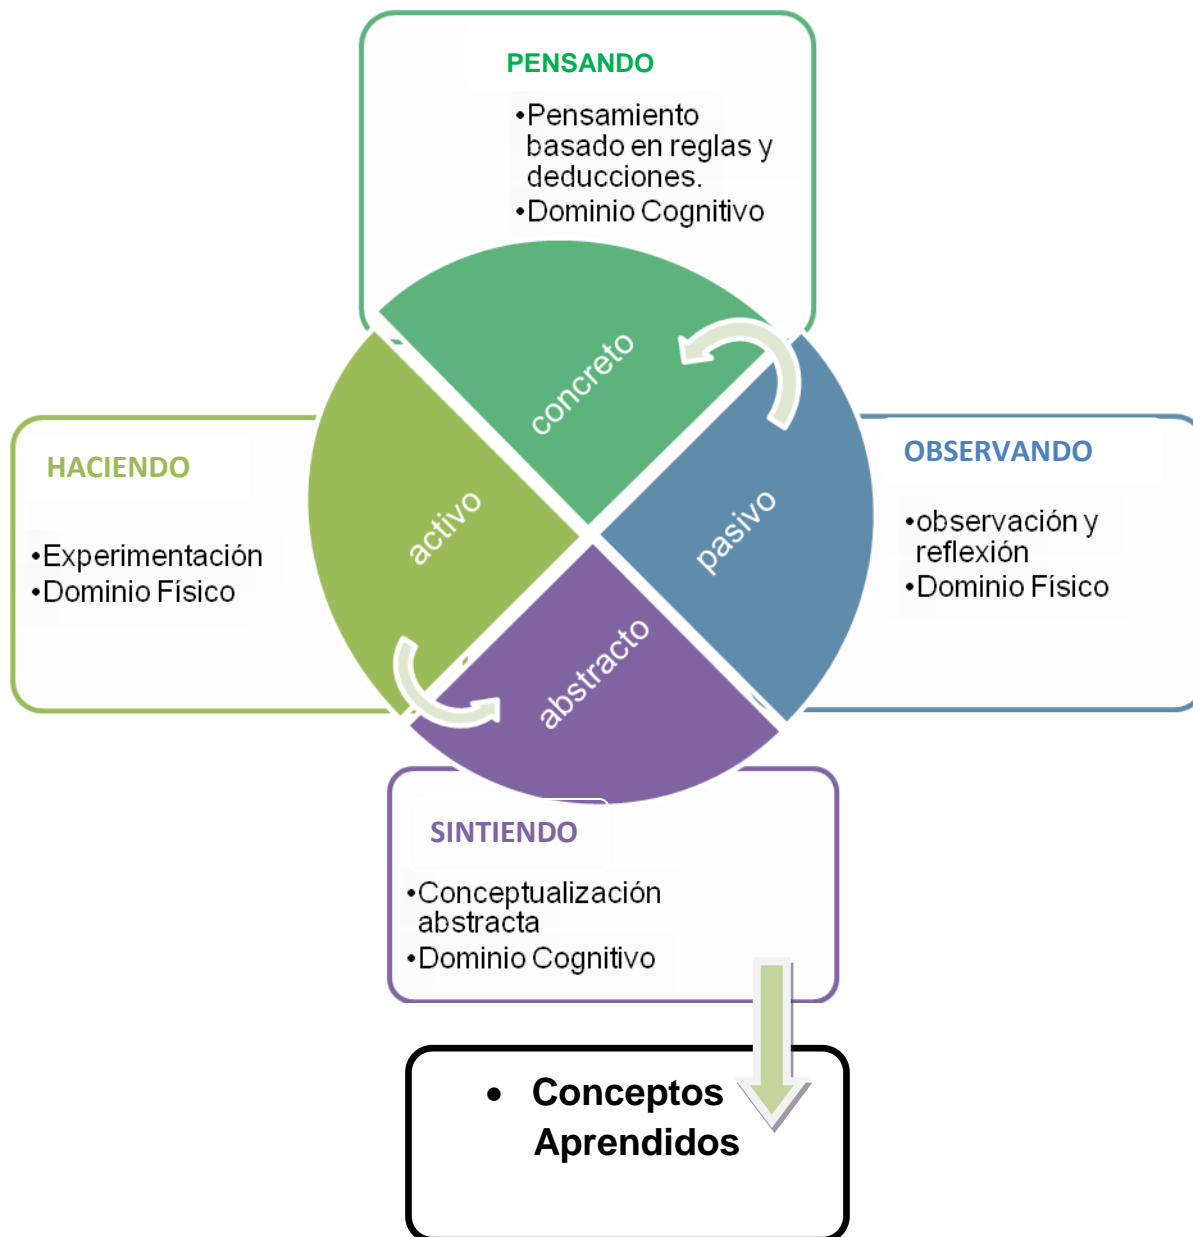 PENSANDO
•Pensamiento
basado en reglas y
deducciones.
•Dominio Cognitivo
concreto
HACIENDO
•Experimentación
•Dominio Físico
activo
pasivo
OBSERVANDO
•observación y
reflexión
•Dominio Físico
abstracto
SINTIENDO
•Conceptualización
abstracta
•Dominio Cognitivo
• Conceptos
Aprendidos